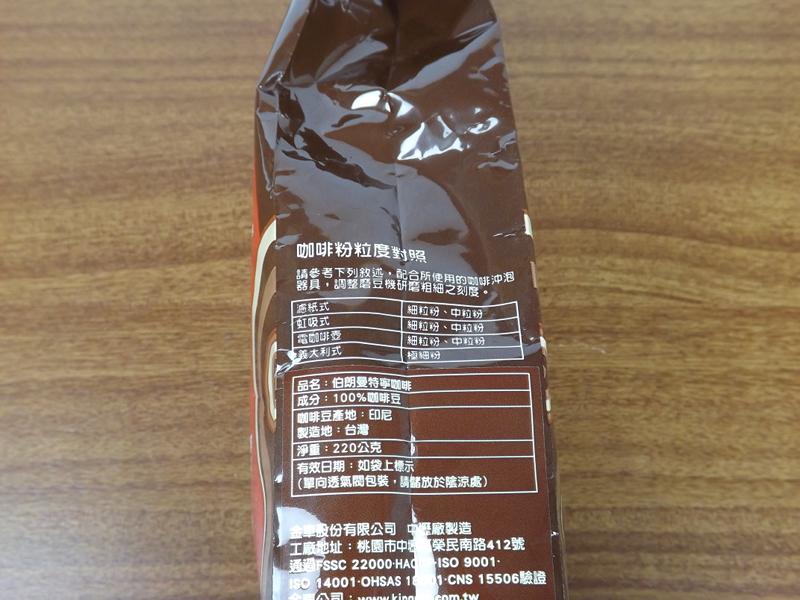 咖啡粉粒度對照
請參考下列敘述，配合所使用的咖啡沖泡
器具，調整磨豆機研磨粗細之刻度。
濾紙式 細粒粉、中粒粉
虹吸式 細粒粉、中粒粉
電咖啡壺 細粒粉、中粒粉
義大利式 極細粉
品名：伯朗曼特寧咖啡
成分：100%咖啡豆
咖啡豆產地：印尼
製造地：台灣
淨重：220公克
有效日期：如袋上標示
（單向透氣閥包裝，請儲放於陰涼處）
金車股份有限公司 中壢廠製造
工廠地址：桃園市中壢區榮民南路412號
通過FSSC 22000·HACCP·ISO 9001·
ISO 14001·OHSAS 18001·CNS 15506驗證
金車公司：